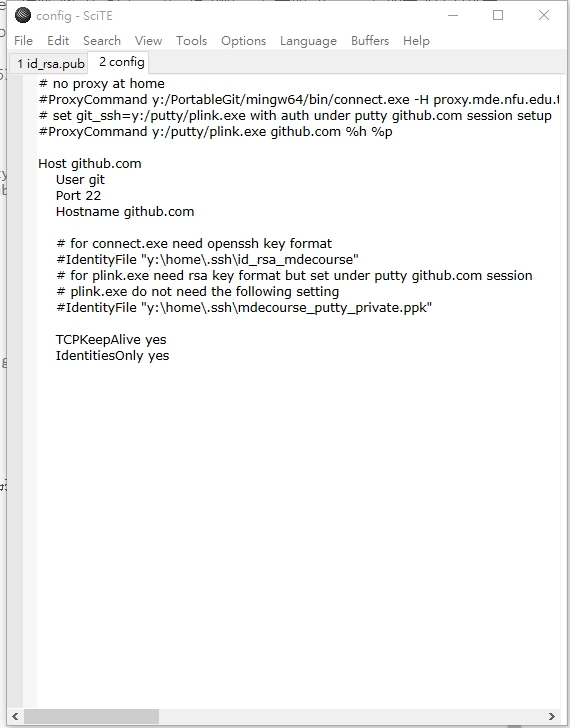 config - SciTE
File Edit Search View Tools Options Language Buffers Help
1 id_rsa.pub 2 config
# no proxy at home
#ProxyCommand y:/PortableGit/mingw64/bin/connect.exe -H proxy.mde.nfu.edu.t
# set git_ssh=y:/putty/plink.exe with auth under putty github.com session setup
#ProxyCommand y:/putty/plink.exe github.com %h %p
Host github.com
User git
Port 22
Hostname github.com
# for connect.exe need openssh key format
#IdentityFile "y:\home\.ssh\id_rsa_mdecourse"
# for plink.exe need rsa key format but set under putty github.com session
# plink.exe do not need the following setting
#IdentityFile "y:\home\.ssh\mdecourse_putty_private.ppk"
TCPKeepAlive yes
IdentitiesOnly yes